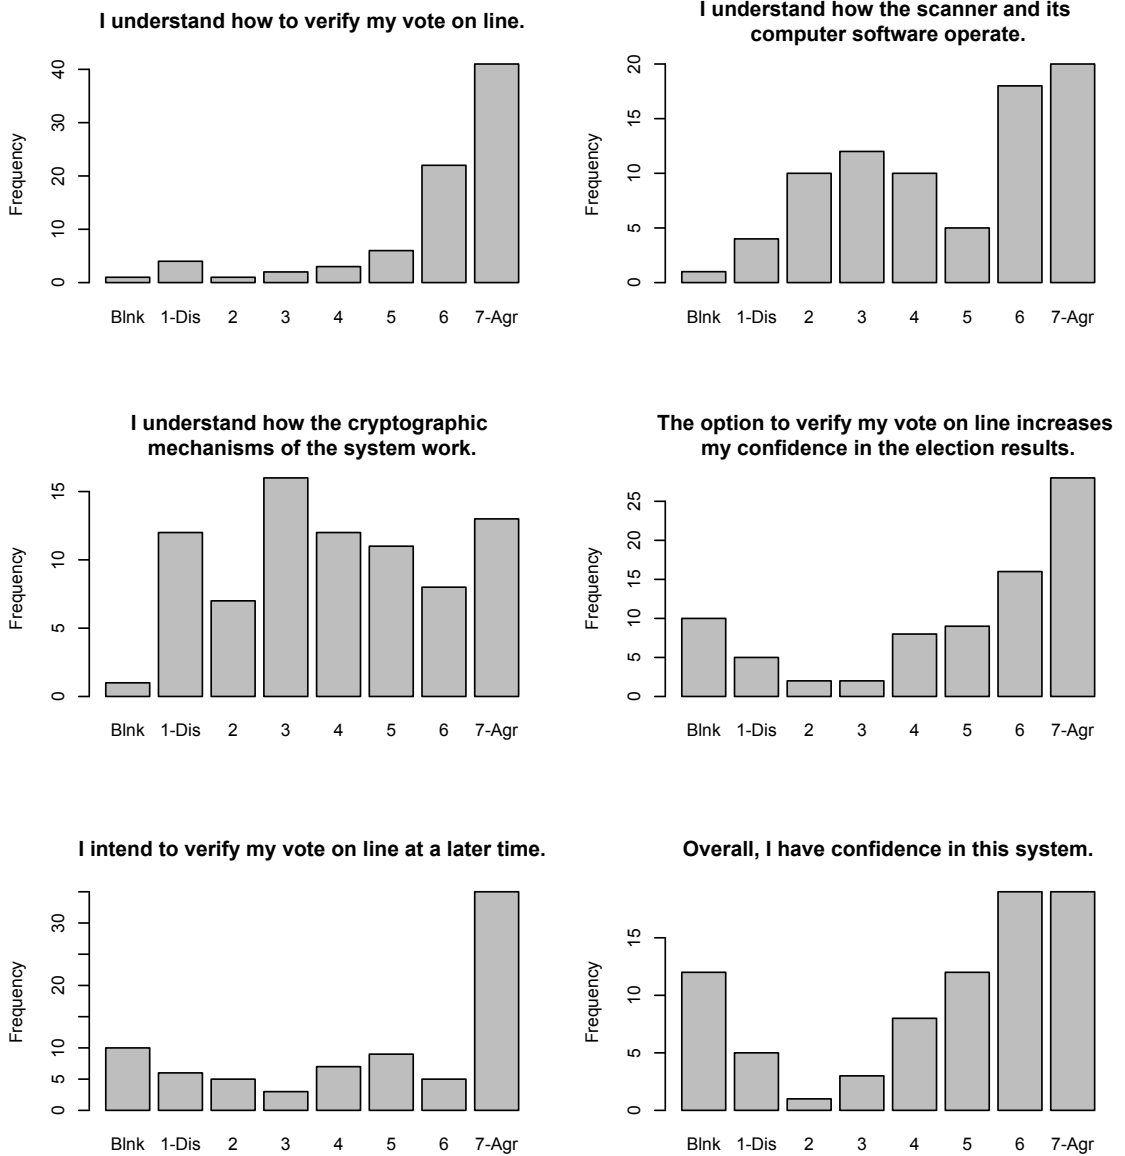 I understand how to verify my vote on line.
Frequency
0 10 20 30 40
Blnk 1-Dis 2 3 4 5 6 7-Agr
I understand how the scanner and its
computer software operate.
Frequency
0 5 10 15 20
Blnk 1-Dis 2 3 4 5 6 7-Agr
I understand how the cryptographic
mechanisms of the system work.
Frequency
0 5 10 15
Blnk 1-Dis 2 3 4 5 6 7-Agr
The option to verify my vote on line increases
my confidence in the election results.
Frequency
0 5 10 15 20 25
Blnk 1-Dis 2 3 4 5 6 7-Agr
I intend to verify my vote on line at a later time.
Frequency
0 5 10 20 30
Blnk 1-Dis 2 3 4 5 6 7-Agr
Overall, I have confidence in this system.
Frequency
0 5 10 15
Blnk 1-Dis 2 3 4 5 6 7-Agr